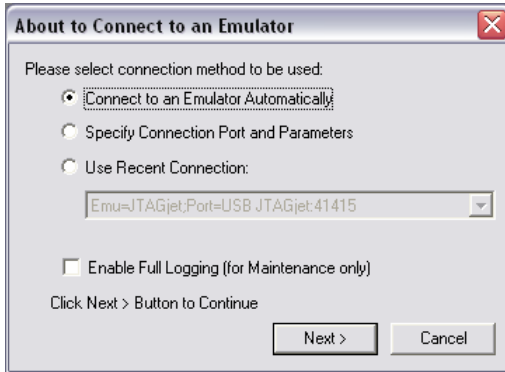 About to Connect to an Emulator
Please select connection method to be used:
Connect to an Emulator Automatically
Specify Connection Port and Parameters
Use Recent Connection:
Emu=JTAGjet;Port=USB JTAGjet:41415
Enable Full Logging (for Maintenance only)
Click Next > Button to Continue
Next > Cancel